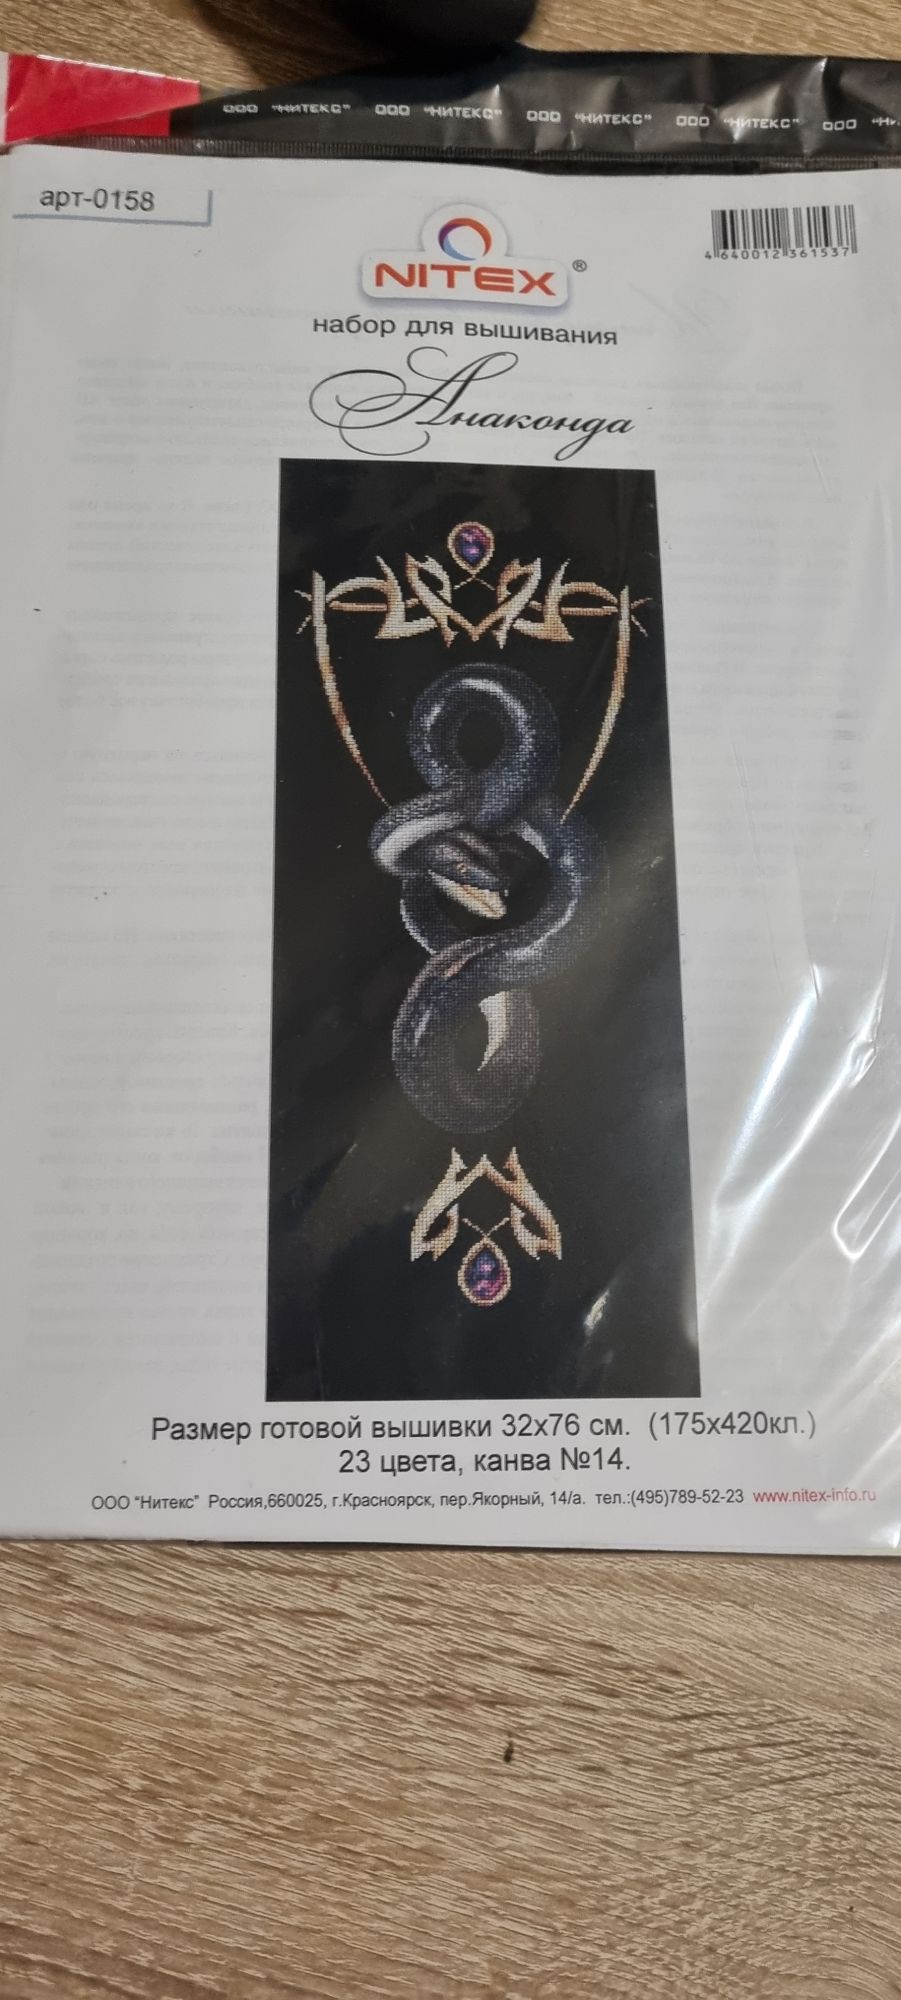 ООО "НИТЕКС" ООО "НИТЕКС" ООО "НИТЕКС" ООО "НИТЕКС" ООО
арт-0158
NITEX®
4640012361537
набор для вышивания
Анаконда
Размер готовой вышивки 32х76 см. (175х420кл.)
23 цвета, канва №14.
ООО "Нитекс" Россия,660025, г.Красноярск, пер.Якорный, 14/а. тел.:(495)789-52-23 www.nitex-info.ru